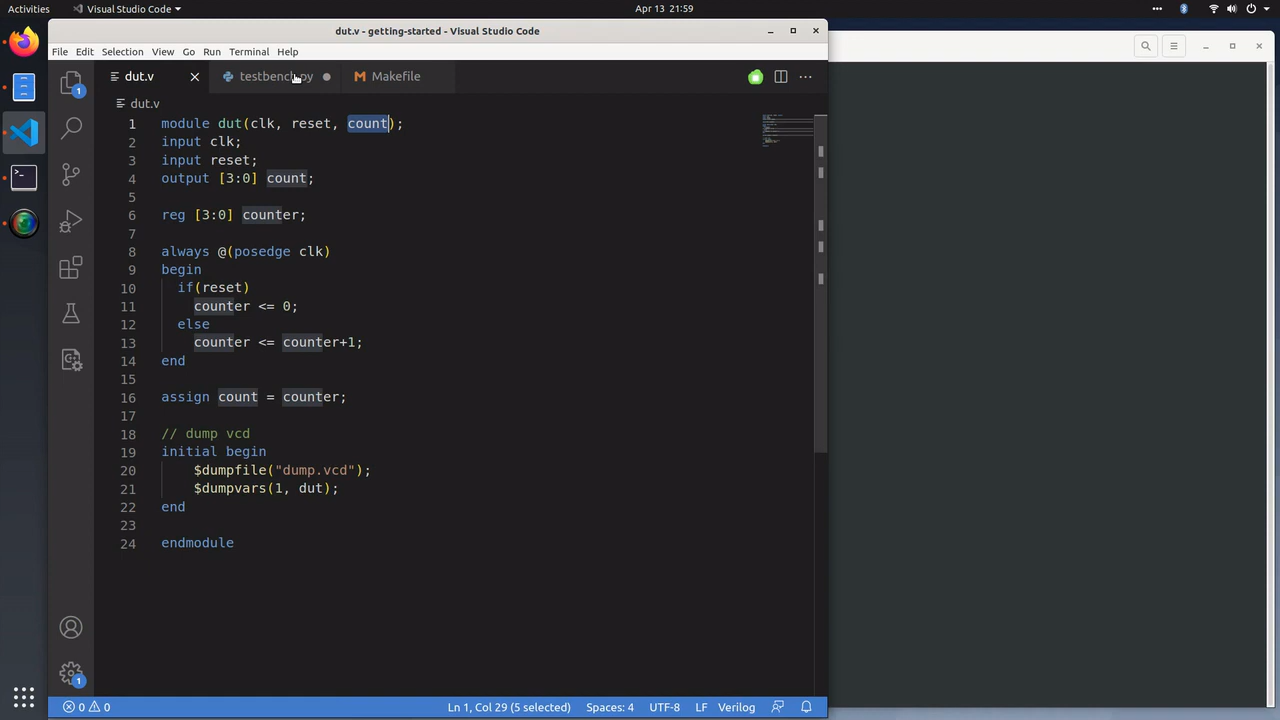 Activities
Visual Studio Code
Apr 13 21:59
dut.v - getting-started - Visual Studio Code
File Edit Selection View Go Run Terminal Help
dut.v testbench.py Makefile
dut.v
1 module dut(clk, reset, count);
2 input clk;
3 input reset;
4 output [3:0] count;
5
6 reg [3:0] counter;
7
8 always @(posedge clk)
9 begin
10 if(reset)
11 counter <= 0;
12 else
13 counter <= counter+1;
14 end
15
16 assign count = counter;
17
18 // dump vcd
19 initial begin
20 $dumpfile("dump.vcd");
21 $dumpvars(1, dut);
22 end
23
24 endmodule
1
1
0 0 Ln 1, Col 29 (5 selected) Spaces: 4 UTF-8 LF Verilog